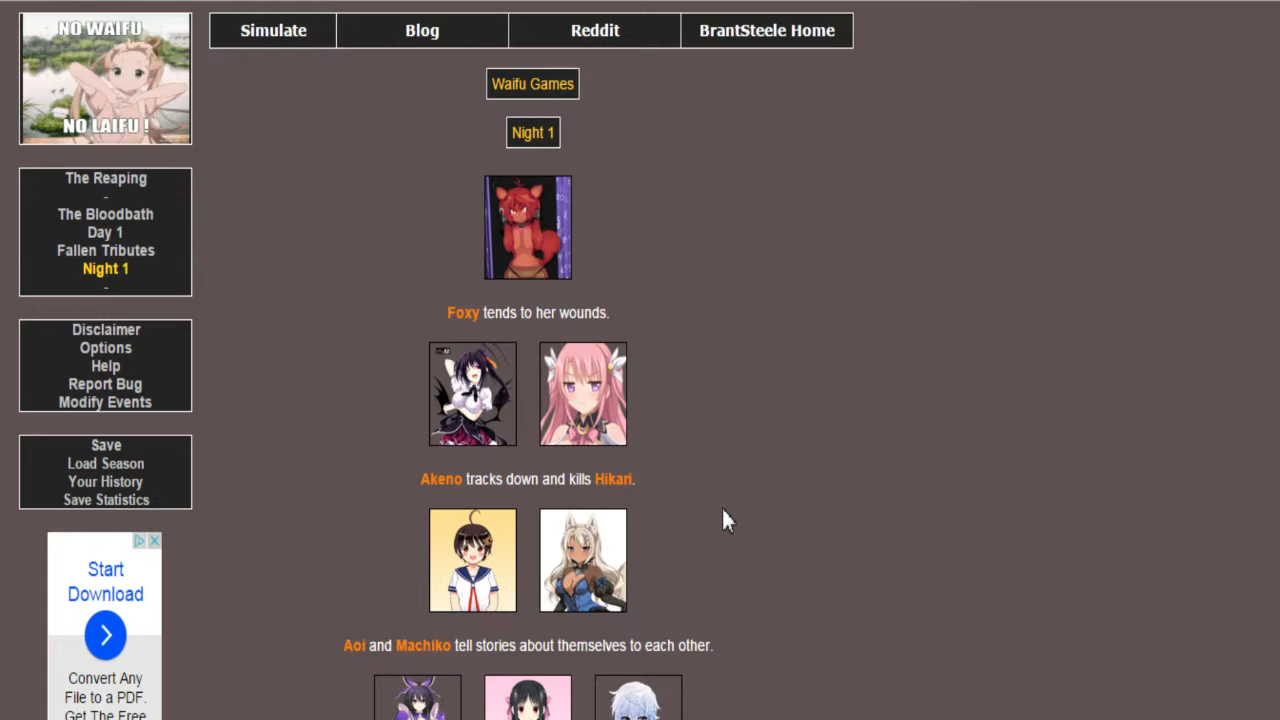 NO WAIFU
NO LAIFU !
Simulate
Blog
Reddit
BrantSteele Home
Waifu Games
Night 1
The Reaping
-
The Bloodbath
Day 1
Fallen Tributes
Night 1
-
Disclaimer
Options
Help
Report Bug
Modify Events
Save
Load Season
Your History
Save Statistics
Start
Download
Convert Any
File to a PDF.
Get The Free
Foxy tends to her wounds.
Akeno tracks down and kills Hikari.
Aoi and Machiko tell stories about themselves to each other.